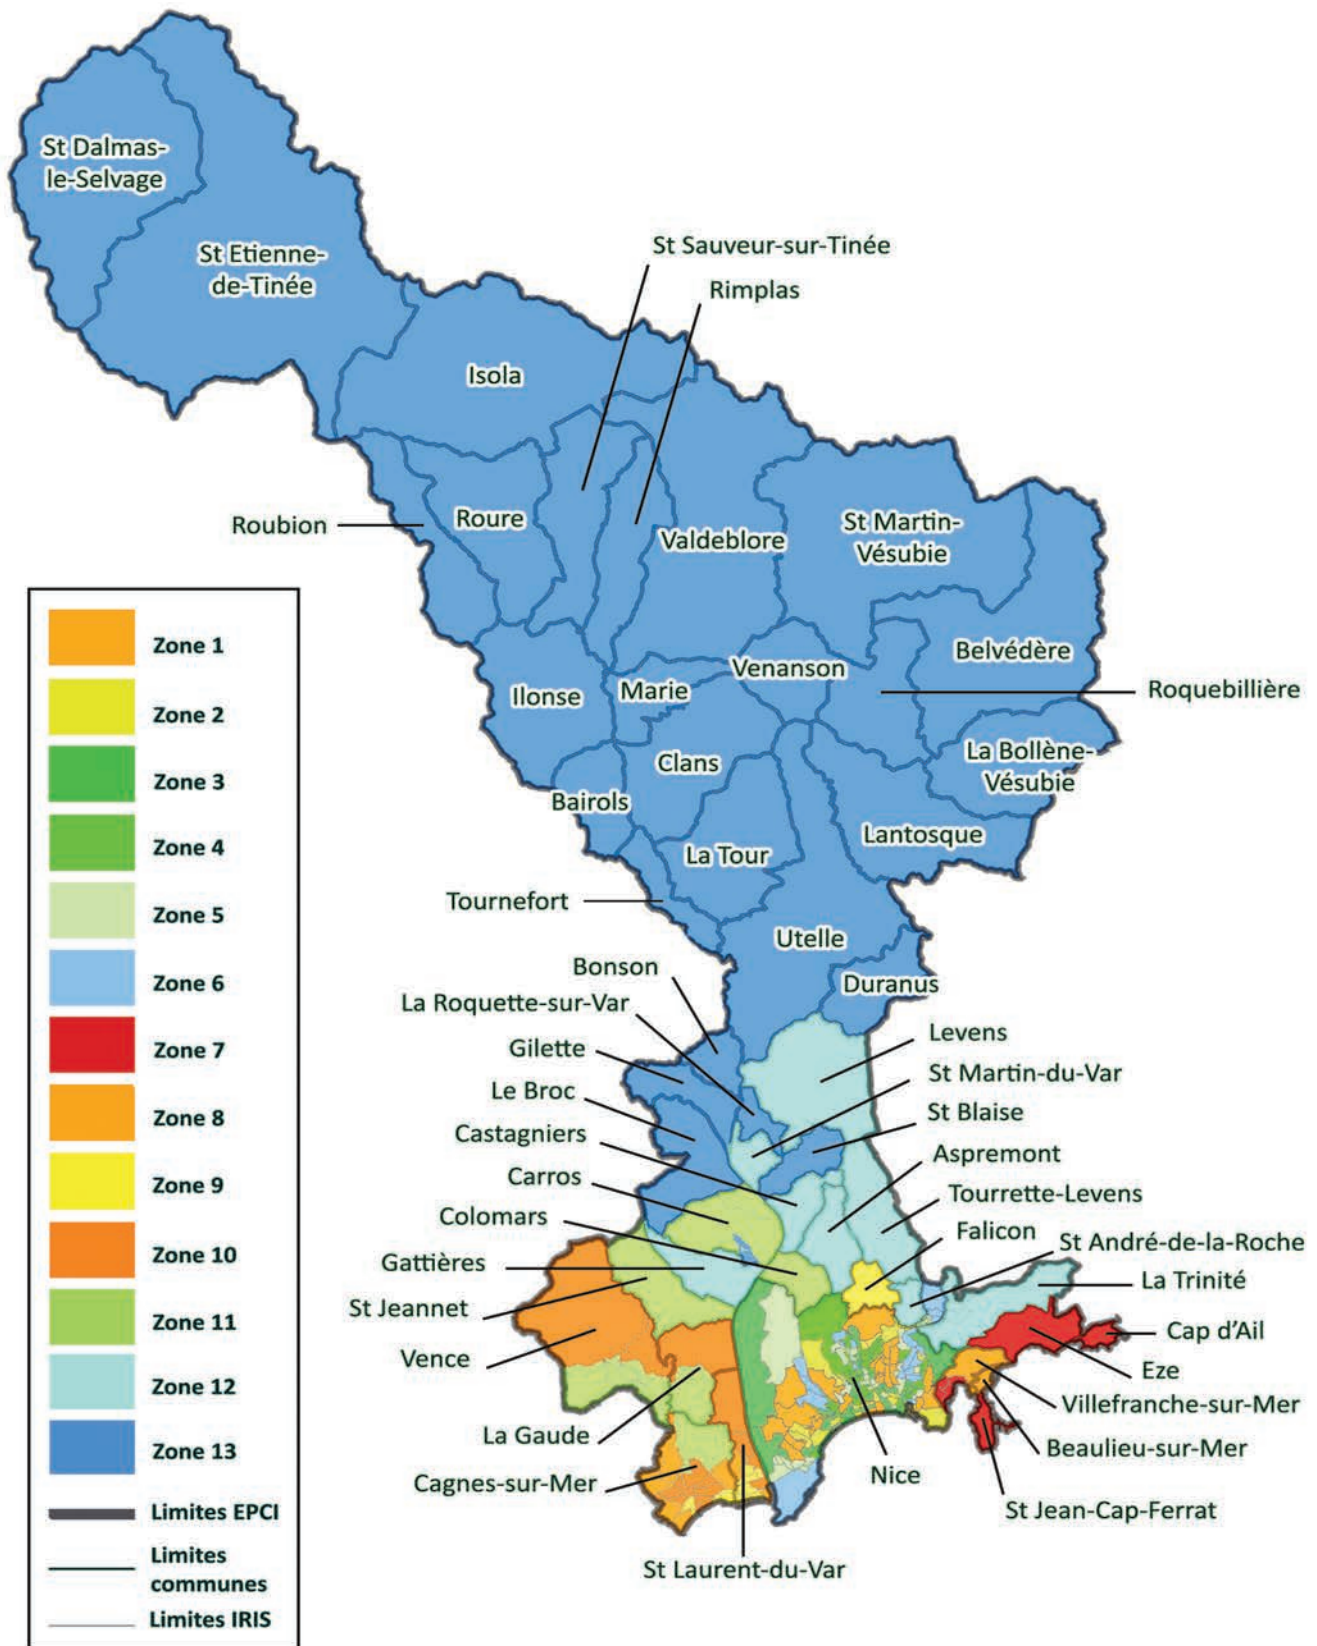 St Dalmas-
le-Selvage
St Etienne-
de-Tinée
St Sauveur-sur-Tinée
Rimplas
Isola
Roubion
Roure
Valdeblore
St Martin-
Vésubie
Belvédère
Roquebillière
Venanson
Marie
Ilonse
Clans
La Bollène-
Vésubie
Bairols
Lantosque
La Tour
Tournefort
Utelle
Duranus
Bonson
La Roquette-sur-Var
Gilette
Le Broc
Castagniers
Carros
Colomars
Gattières
St Jeannet
Vence
La Gaude
Cagnes-sur-Mer
Levens
St Martin-du-Var
St Blaise
Aspremont
Tourrette-Levens
Falicon
St André-de-la-Roche
La Trinité
Cap d'Ail
Eze
Villefranche-sur-Mer
Beaulieu-sur-Mer
St Jean-Cap-Ferrat
Nice
St Laurent-du-Var
Zone 1
Zone 2
Zone 3
Zone 4
Zone 5
Zone 6
Zone 7
Zone 8
Zone 9
Zone 10
Zone 11
Zone 12
Zone 13
Limites EPCI
Limites
communes
Limites IRIS